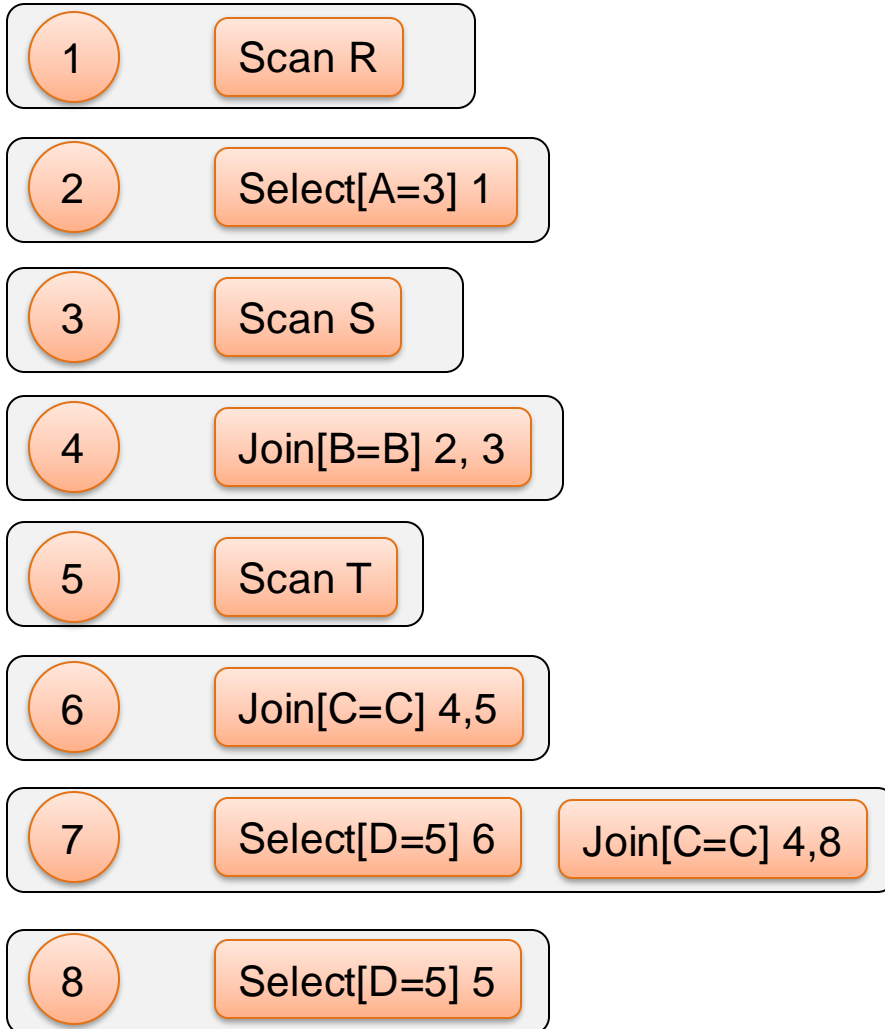 1 Scan R
2 Select[A=3] 1
3 Scan S
4 Join[B=B] 2, 3
5 Scan T
6 Join[C=C] 4,5
7 Select[D=5] 6 Join[C=C] 4,8
8 Select[D=5] 5